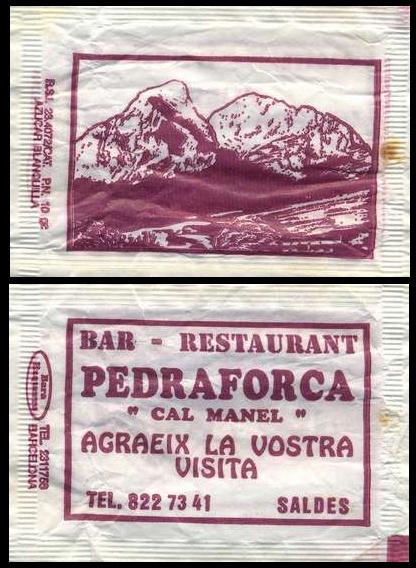 R.S.I. 23.4072/CAT. P.N. 10 gr.
AZUCAR BLANQUILLA
BAR - RESTAURANT
PEDRAFORCA
" CAL MANEL "
AGRAEIX LA VOSTRA
VISITA
TEL. 822 73 41 SALDES
TEL. 2311769
BARCELONA